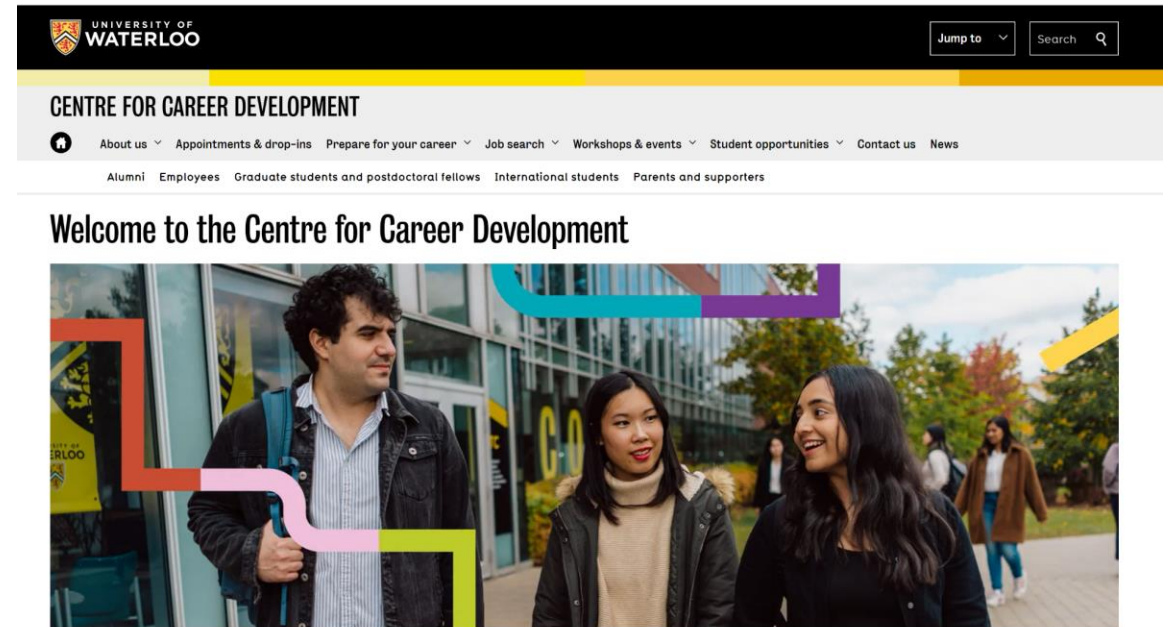 UNIVERSITY OF
WATERLOO
Jump to
Search
CENTRE FOR CAREER DEVELOPMENT
About us Appointments & drop-ins Prepare for your career Job search Workshops & events Student opportunities Contact us News
Alumni Employees Graduate students and postdoctoral fellows International students Parents and supporters
Welcome to the Centre for Career Development